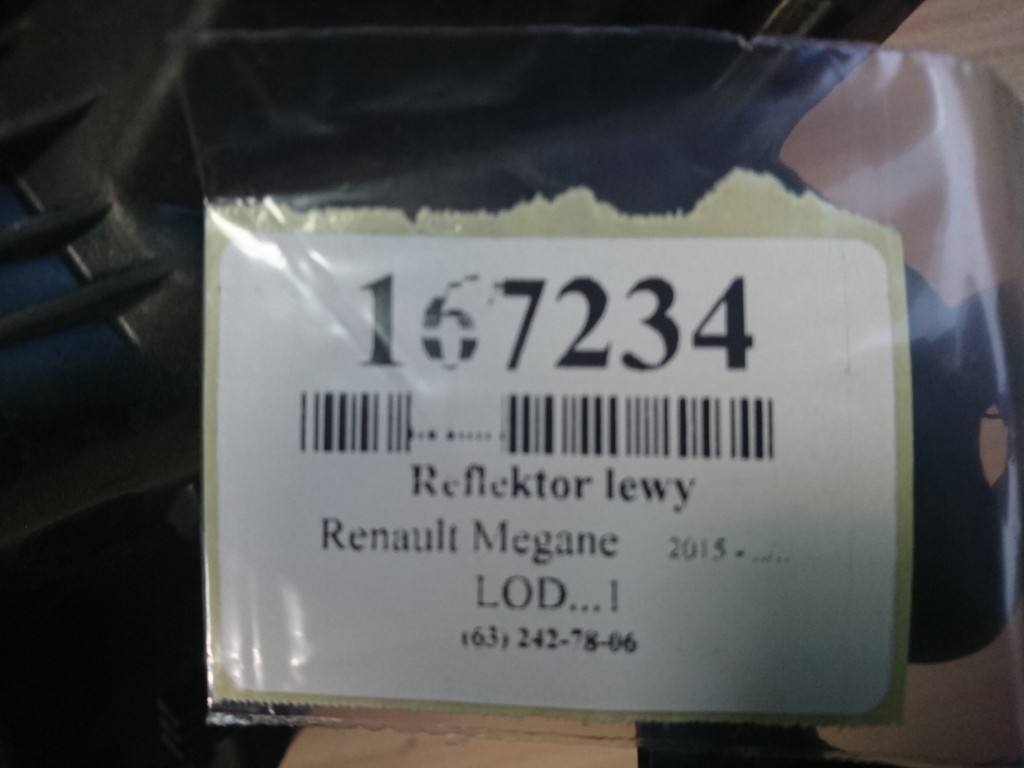 167234
Reflektor lewy
Renault Megane 2015 - .....
LOD...1
(63) 242-78-06